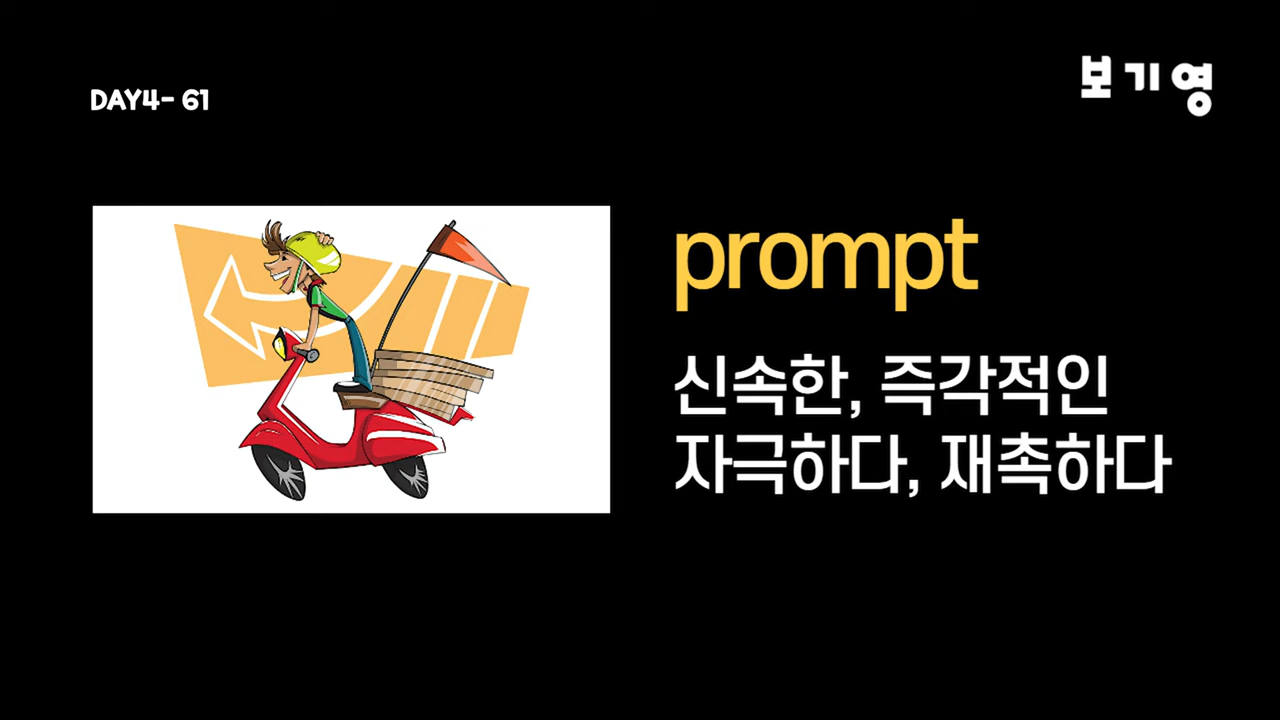 DAY4- 61
보기영
prompt
신속한, 즉각적인
자극하다, 재촉하다